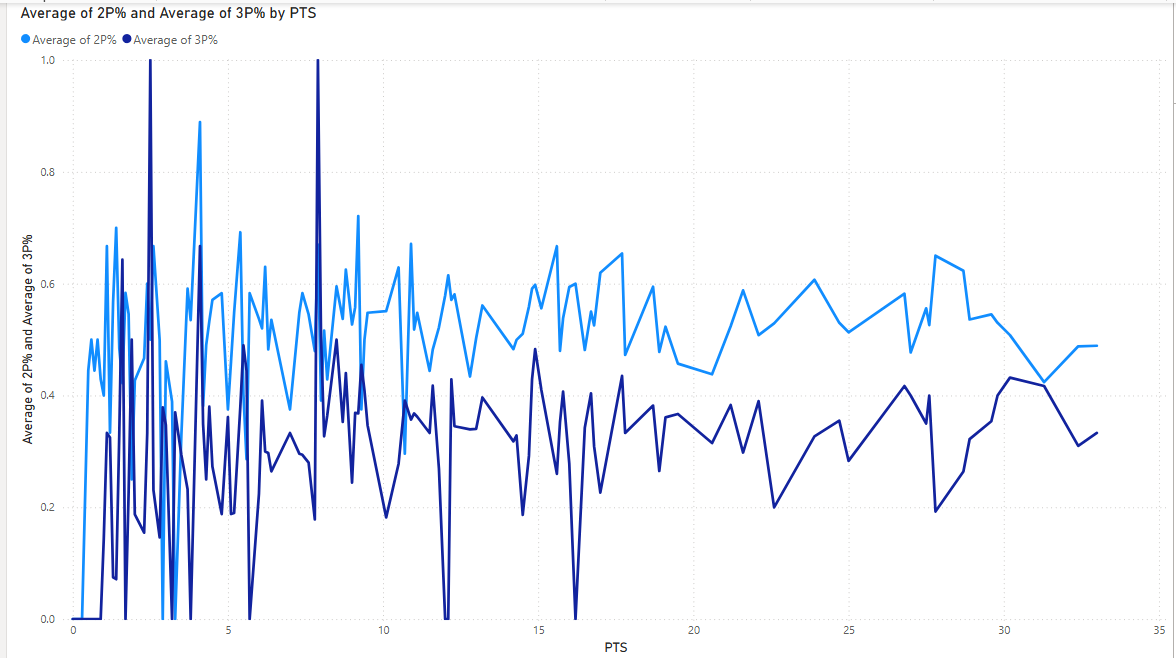 Average of 2P% and Average of 3P% by PTS
Average of 2P% Average of 3P%
1.0
0.8
0.6
0.4
0.2
0.0
Average of 2P% and Average of 3P%
0 5 10 15 20 25 30 35
PTS